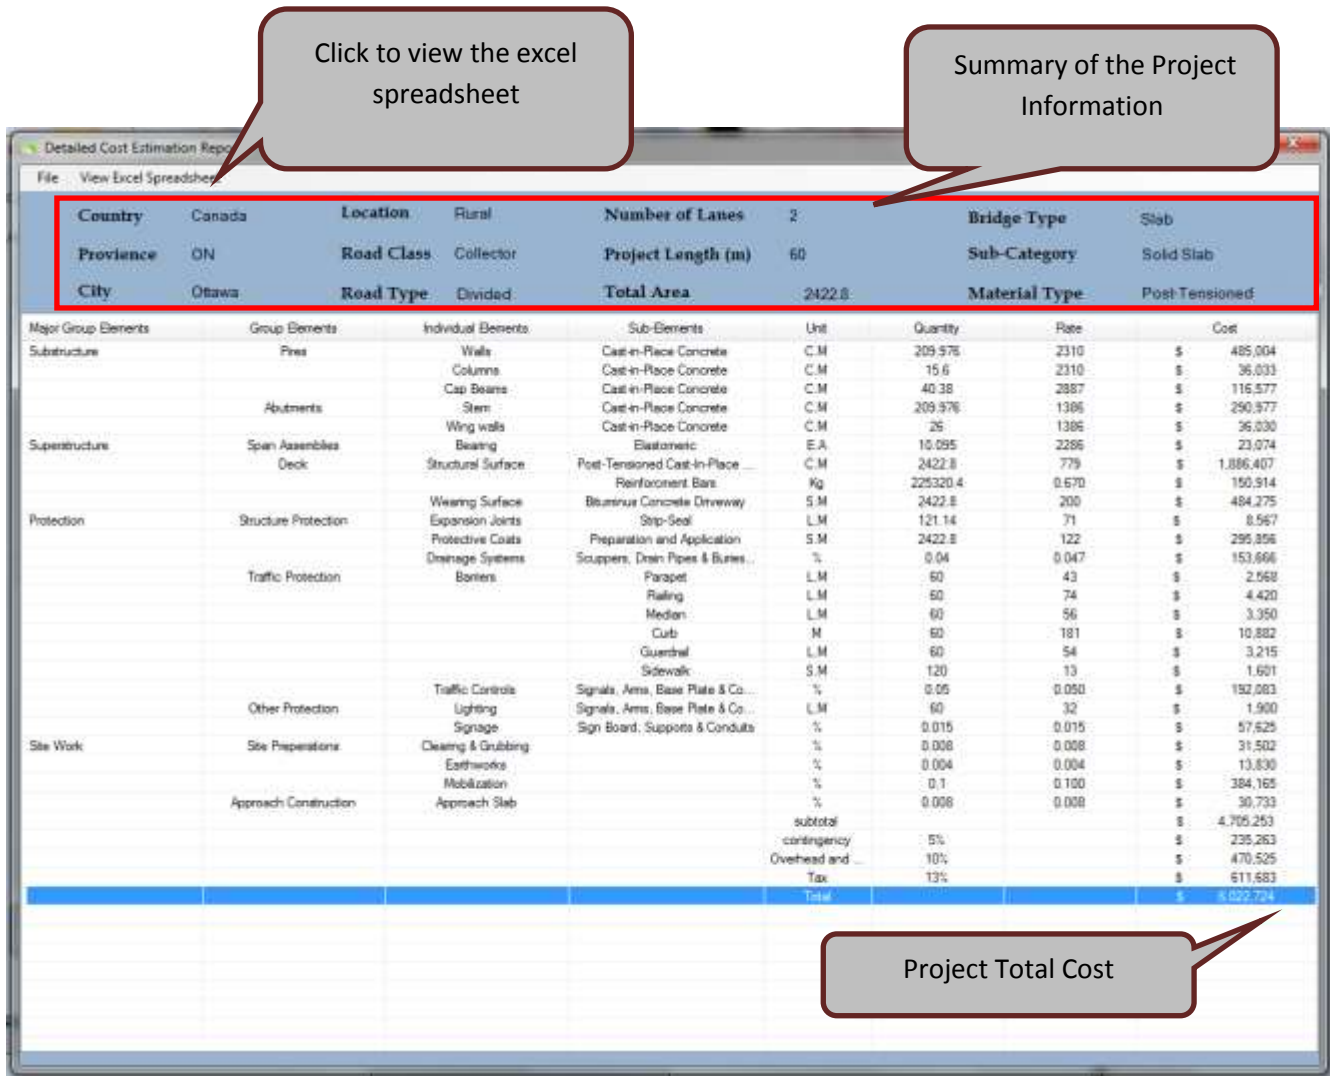 Click to view the excel
spreadsheet
Summary of the Project
Information
Detailed Cost Estimation Repo
File View Excel Spreadshee
Country Canada Location Rural Number of Lanes 2 Bridge Type Slab
Provience ON Road Class Collector Project Length (m) 60 Sub-Category Solid Slab
City Ottawa Road Type Divided Total Area 2422.8 Material Type Post-Tensioned
Major Group Elements Group Elements Individual Elements Sub-Elements Unit Quantity Rate Cost
Substructure Pires Walls Cast-in-Place Concrete C.M 209.976 2310 $ 485,004
Columns Cast-in-Place Concrete C.M 15.6 2310 $ 36,033
Cap Beams Cast-in-Place Concrete C.M 40.38 2887 $ 116,577
Abutments Stem Cast-in-Place Concrete C.M 209.976 1386 $ 290,977
Wing walls Cast-in-Place Concrete C.M 26 1386 $ 36,030
Superstructure Span Assemblies Bearing Elastomeric E.A 10.095 2286 $ 23,074
Deck Structural Surface Post-Tensioned Cast-In-Place ... C.M 2422.8 779 $ 1,886,407
Reinforcment Bars Kg 225320.4 0.670 $ 150,914
Wearing Surface Bituminus Concrete Driveway S.M 2422.8 200 $ 484,275
Protection Structure Protection Expansion Joints Strip-Seal L.M 121.14 71 $ 8,567
Protective Coats Preparation and Application S.M 2422.8 122 $ 295,856
Drainage Systems Scuppers, Drain Pipes & Buries... % 0.04 0.047 $ 153,666
Traffic Protection Barriers Parapet L.M 60 43 $ 2,568
Railing L.M 60 74 $ 4,420
Median L.M 60 56 $ 3,350
Curb M 60 181 $ 10,882
Guardrail L.M 60 54 $ 3,215
Sidewalk S.M 120 13 $ 1,601
Traffic Controls Signals, Arms, Base Plate & Co... % 0.05 0.050 $ 192,083
Other Protection Lighting Signals, Arms, Base Plate & Co... L.M 60 32 $ 1,900
Signage Sign Board, Supports & Conduits % 0.015 0.015 $ 57,625
Site Work Site Preperations Clearing & Grubbing % 0.008 0.008 $ 31,502
Earthworks % 0.004 0.004 $ 13,830
Mobilization % 0.1 0.100 $ 384,165
Approach Construction Approach Slab % 0.008 0.008 $ 30,733
subtotal $ 4,705,253
contingency 5% $ 235,263
Overhead and ... 10% $ 470,525
Tax 13% $ 611,683
Total $ 6,022,724
Project Total Cost